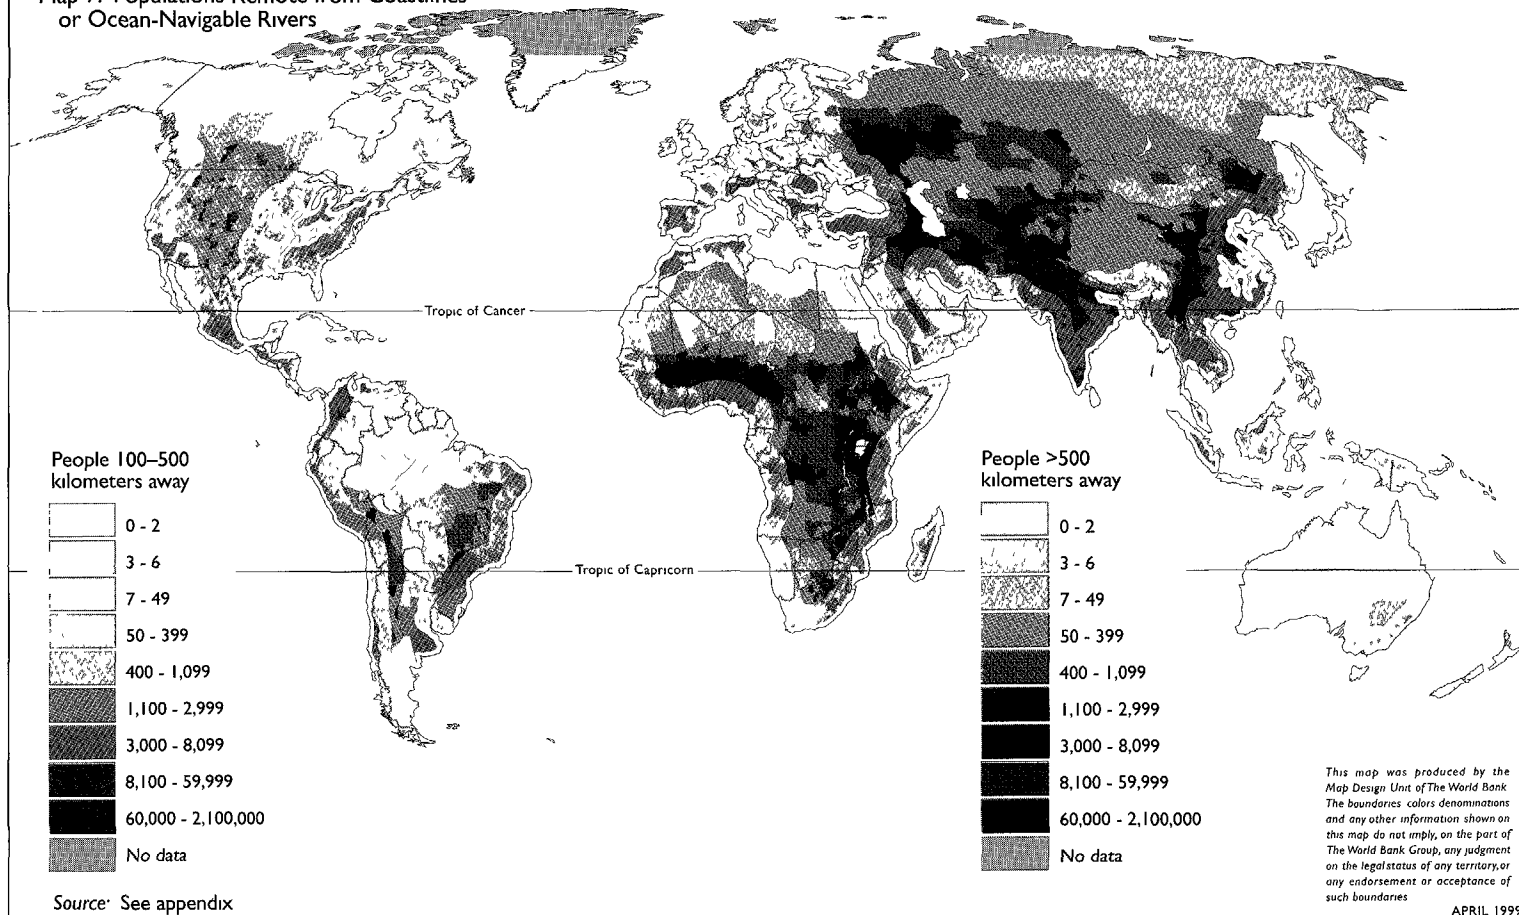 or Ocean-Navigable Rivers
Tropic of Cancer
Tropic of Capricorn
People 100–500
kilometers away
0 - 2
3 - 6
7 - 49
50 - 399
400 - 1,099
1,100 - 2,999
3,000 - 8,099
8,100 - 59,999
60,000 - 2,100,000
No data
People >500
kilometers away
0 - 2
3 - 6
7 - 49
50 - 399
400 - 1,099
1,100 - 2,999
3,000 - 8,099
8,100 - 59,999
60,000 - 2,100,000
No data
Source· See appendix
This map was produced by the
Map Design Unit of The World Bank
The boundaries colors denominations
and any other information shown on
this map do not imply, on the part of
The World Bank Group, any judgment
on the legal status of any territory, or
any endorsement or acceptance of
such boundaries
APRIL 1999